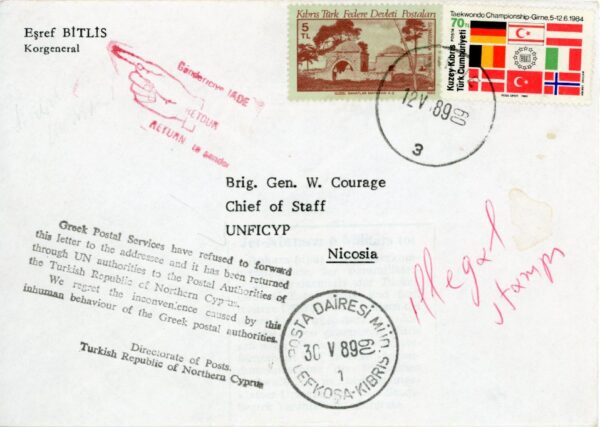 Eşref BİTLİS
Korgeneral
Kıbrıs Türk Federe Devleti Postaları
5
TL
Taekwondo Championship-Girne, 5-12.6.1984
70TL
Kuzey Kıbrıs
Türk Cumhuriyeti
POSTA
12 V 8960
3
Göndericiye İADE
RETOUR
RETURN to sender
Brig. Gen. W. Courage
Chief of Staff
UNFICYP
Nicosia
illegal
stamps
Greek Postal Services have refused to forward
this letter to the addressee and it has been returned
through UN authorities to the Postal Authorities of
the Turkish Republic of Northern Cyprus.
We regret the inconvenience caused by this
inhuman behaviour of the Greek postal authorities.
Directorate of Posts.
Turkish Republic of Northern Cyprus
POSTA DAİRESİ Müd.
30 V 8960
1
LEFKOŞA-KIBRIS